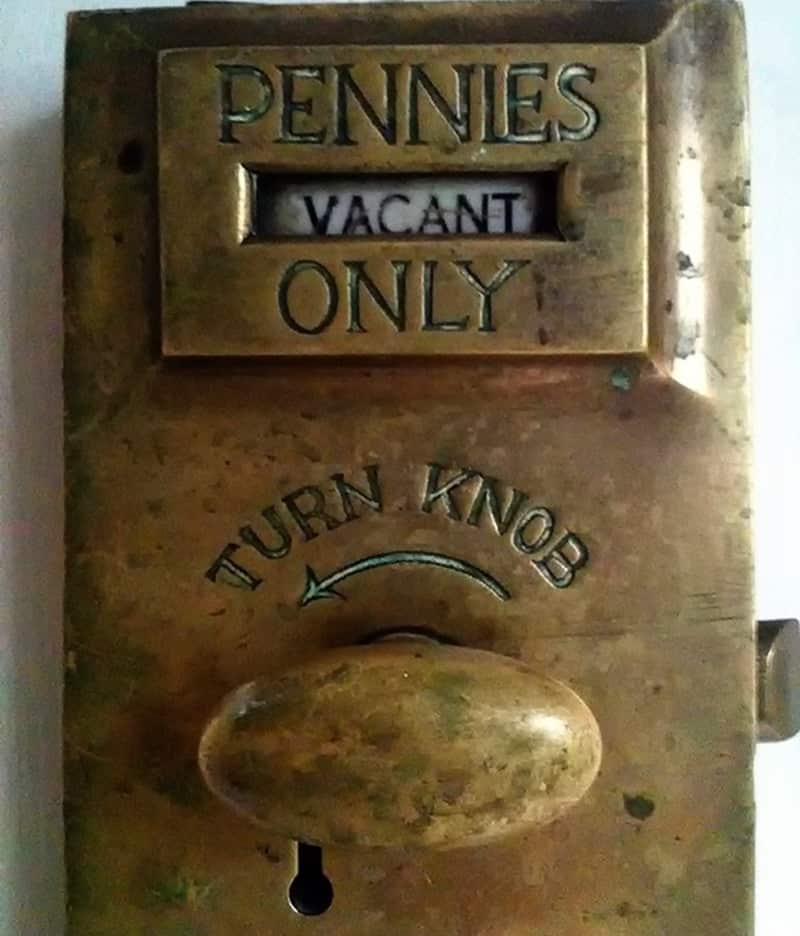 PENNIES
VACANT
ONLY
TURN KNOB